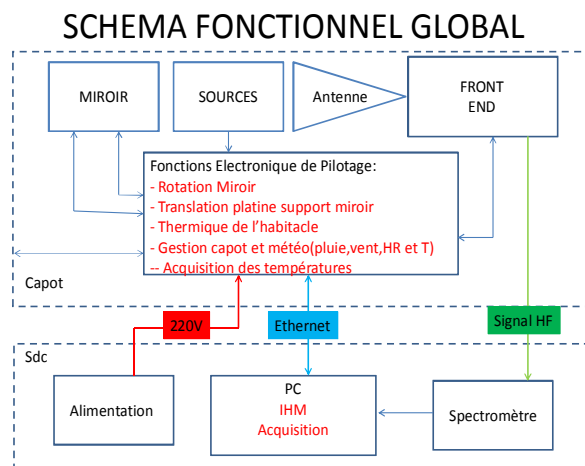 SCHEMA FONCTIONNEL GLOBAL
MIROIR
SOURCES
Antenne
FRONT
END
Fonctions Electronique de Pilotage:
- Rotation Miroir
- Translation platine support miroir
- Thermique de l'habitacle
- Gestion capot et météo(pluie,vent,HR et T)
-- Acquisition des températures
Capot
220V
Ethernet
Signal HF
Sdc
Alimentation
PC
IHM
Acquisition
Spectromètre